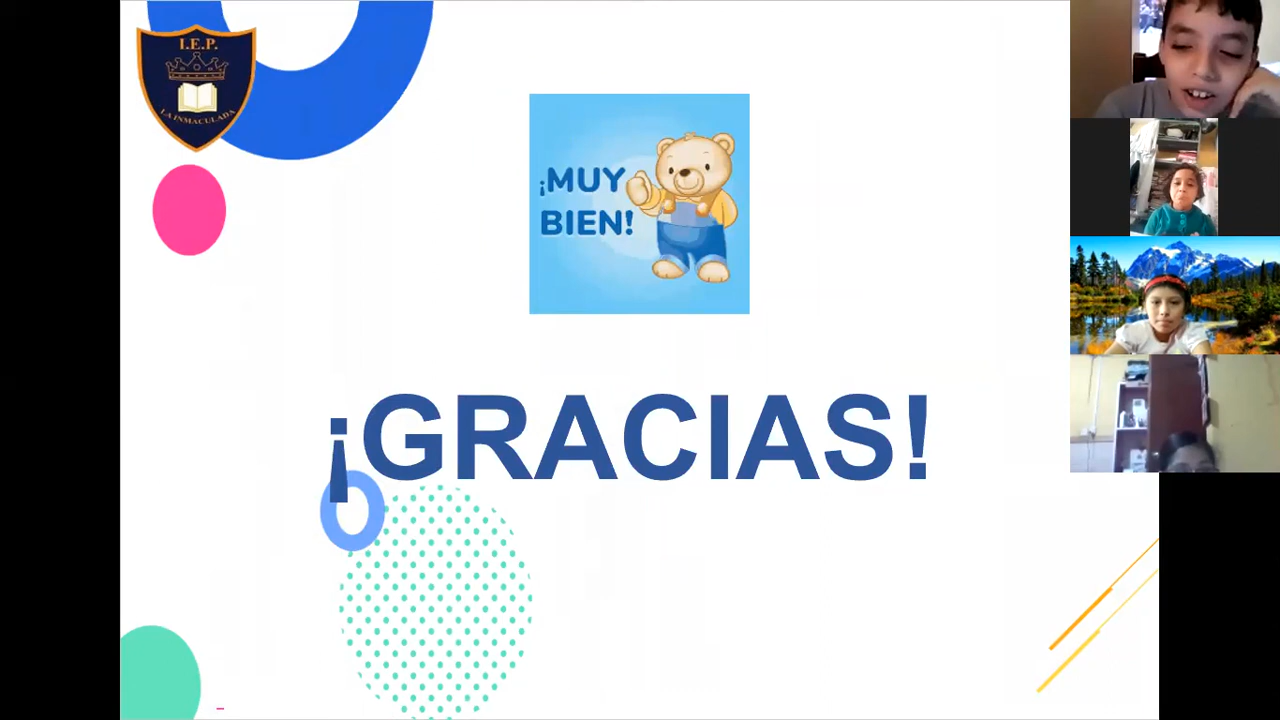 I.E.P.
LA INMACULADA
¡MUY
BIEN!
¡GRACIAS!